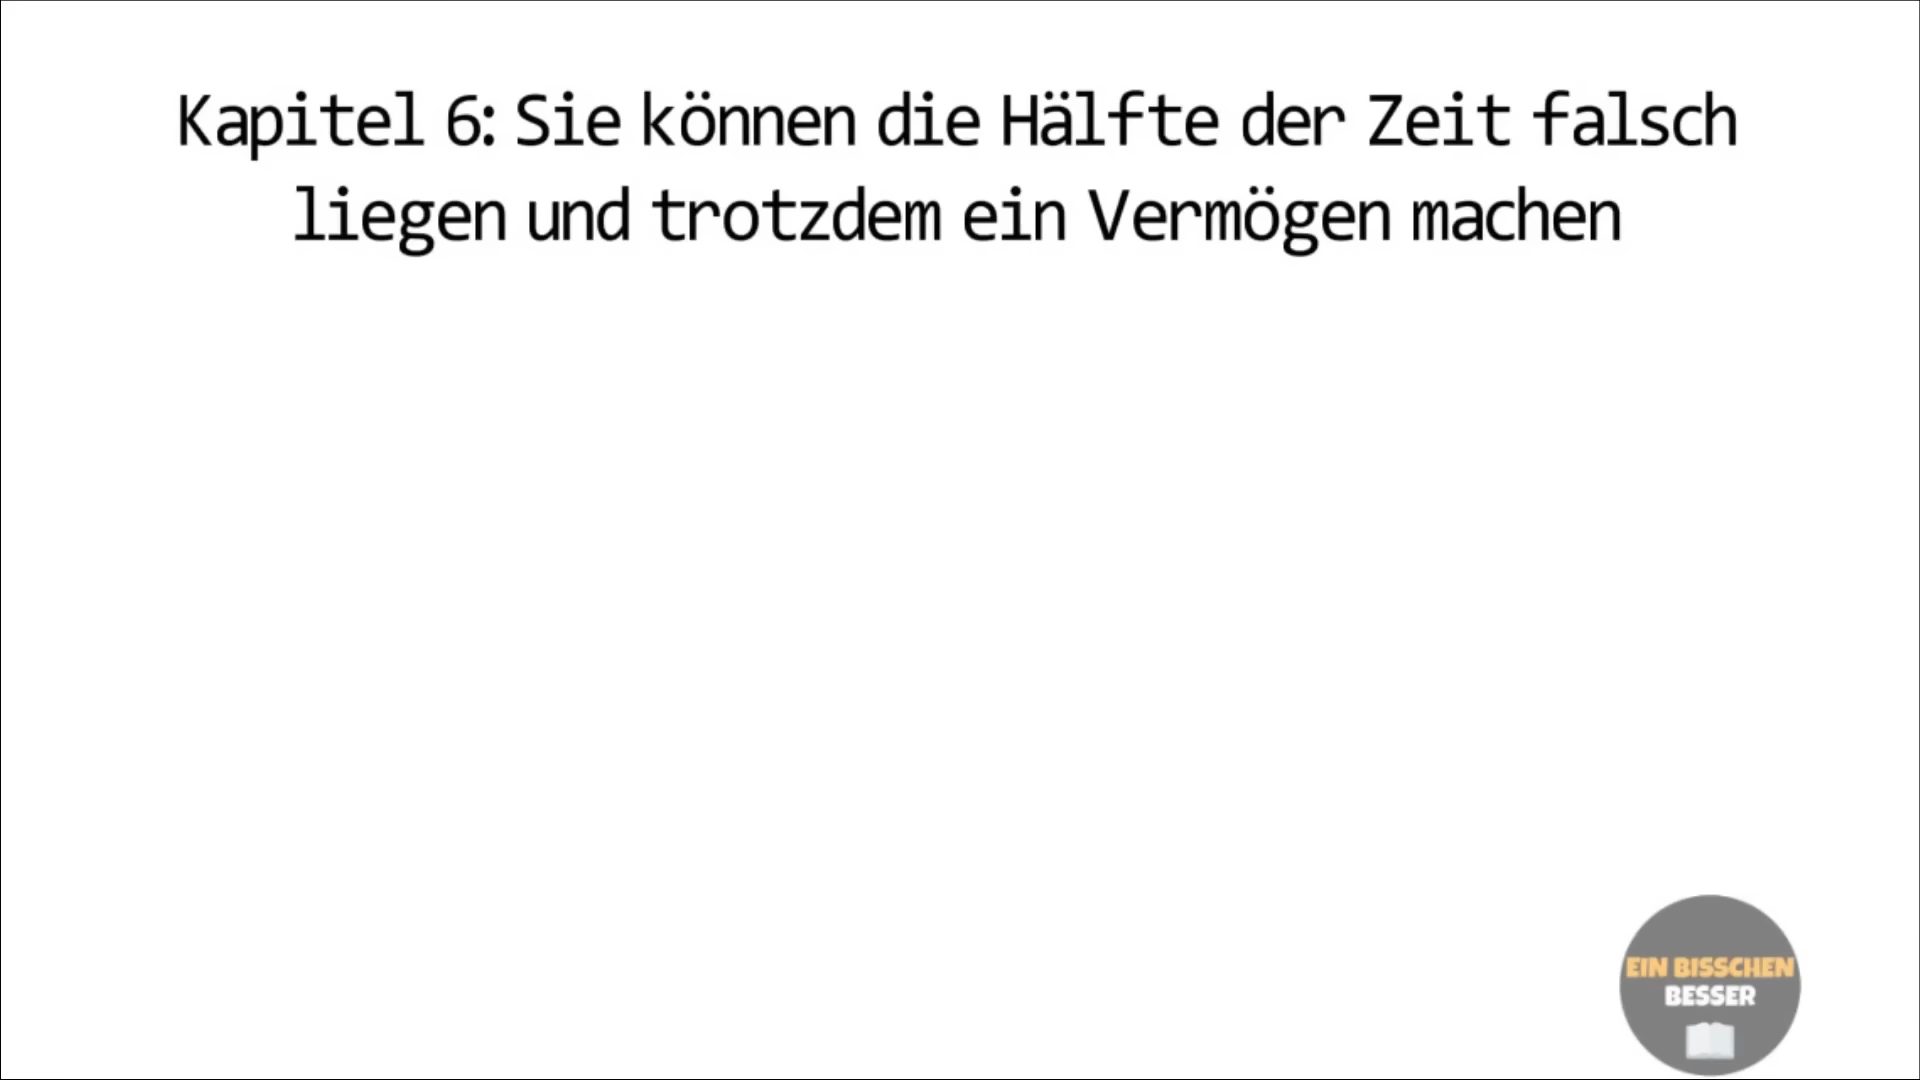 Kapitel 6: Sie können die Hälfte der Zeit falsch
liegen und trotzdem ein Vermögen machen
EIN BISSCHEN
BESSER